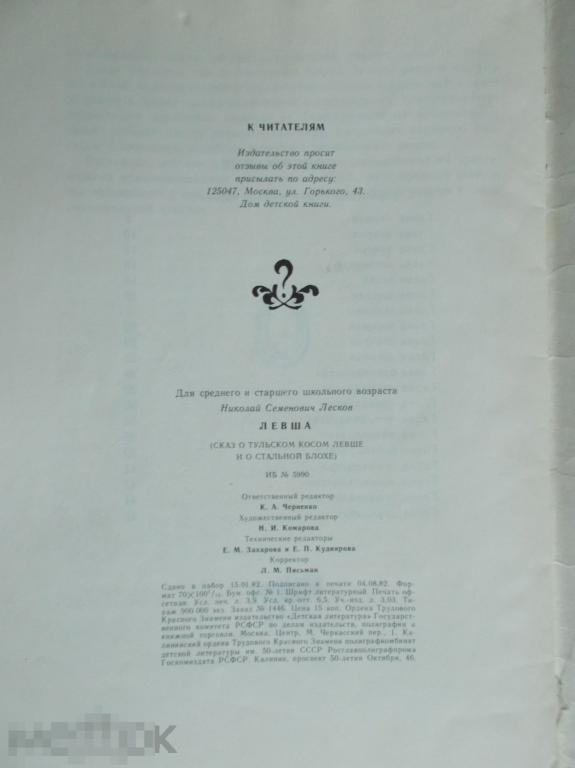 К ЧИТАТЕЛЯМ
Издательство просит
отзывы об этой книге
присылать по адресу:
125047, Москва, ул. Горького, 43.
Дом детской книги.
Для среднего и старшего школьного возраста
Николай Семенович Лесков
ЛЕВША
(СКАЗ О ТУЛЬСКОМ КОСОМ ЛЕВШЕ
И О СТАЛЬНОЙ БЛОХЕ)
ИБ № 5990
Ответственный редактор
К. А. Черненко
Художественный редактор
Н. И. Комарова
Технические редакторы
Е. М. Захарова и Е. П. Кудиярова
Корректор
Л. М. Письман
Сдано в набор 15.01.82. Подписано к печати 04.08.82. Фор-
мат 70×100¹/₁₆. Бум. офс. № 1. Шрифт литературный. Печать оф-
сетная. Усл. печ. л. 3,9. Усл. кр.-отт. 6,5. Уч.-изд. л. 3,03. Ти-
раж 900 000 экз. Заказ № 1446. Цена 15 коп. Ордена Трудового
Красного Знамени издательство «Детская литература» Государст-
венного комитета РСФСР по делам издательств, полиграфии и
книжной торговли. Москва, Центр, М. Черкасский пер., 1. Ка-
лининский ордена Трудового Красного Знамени полиграфкомбинат
детской литературы им. 50-летия СССР Росглавполиграфпрома
Госкомиздата РСФСР. Калинин, проспект 50-летия Октября, 46.